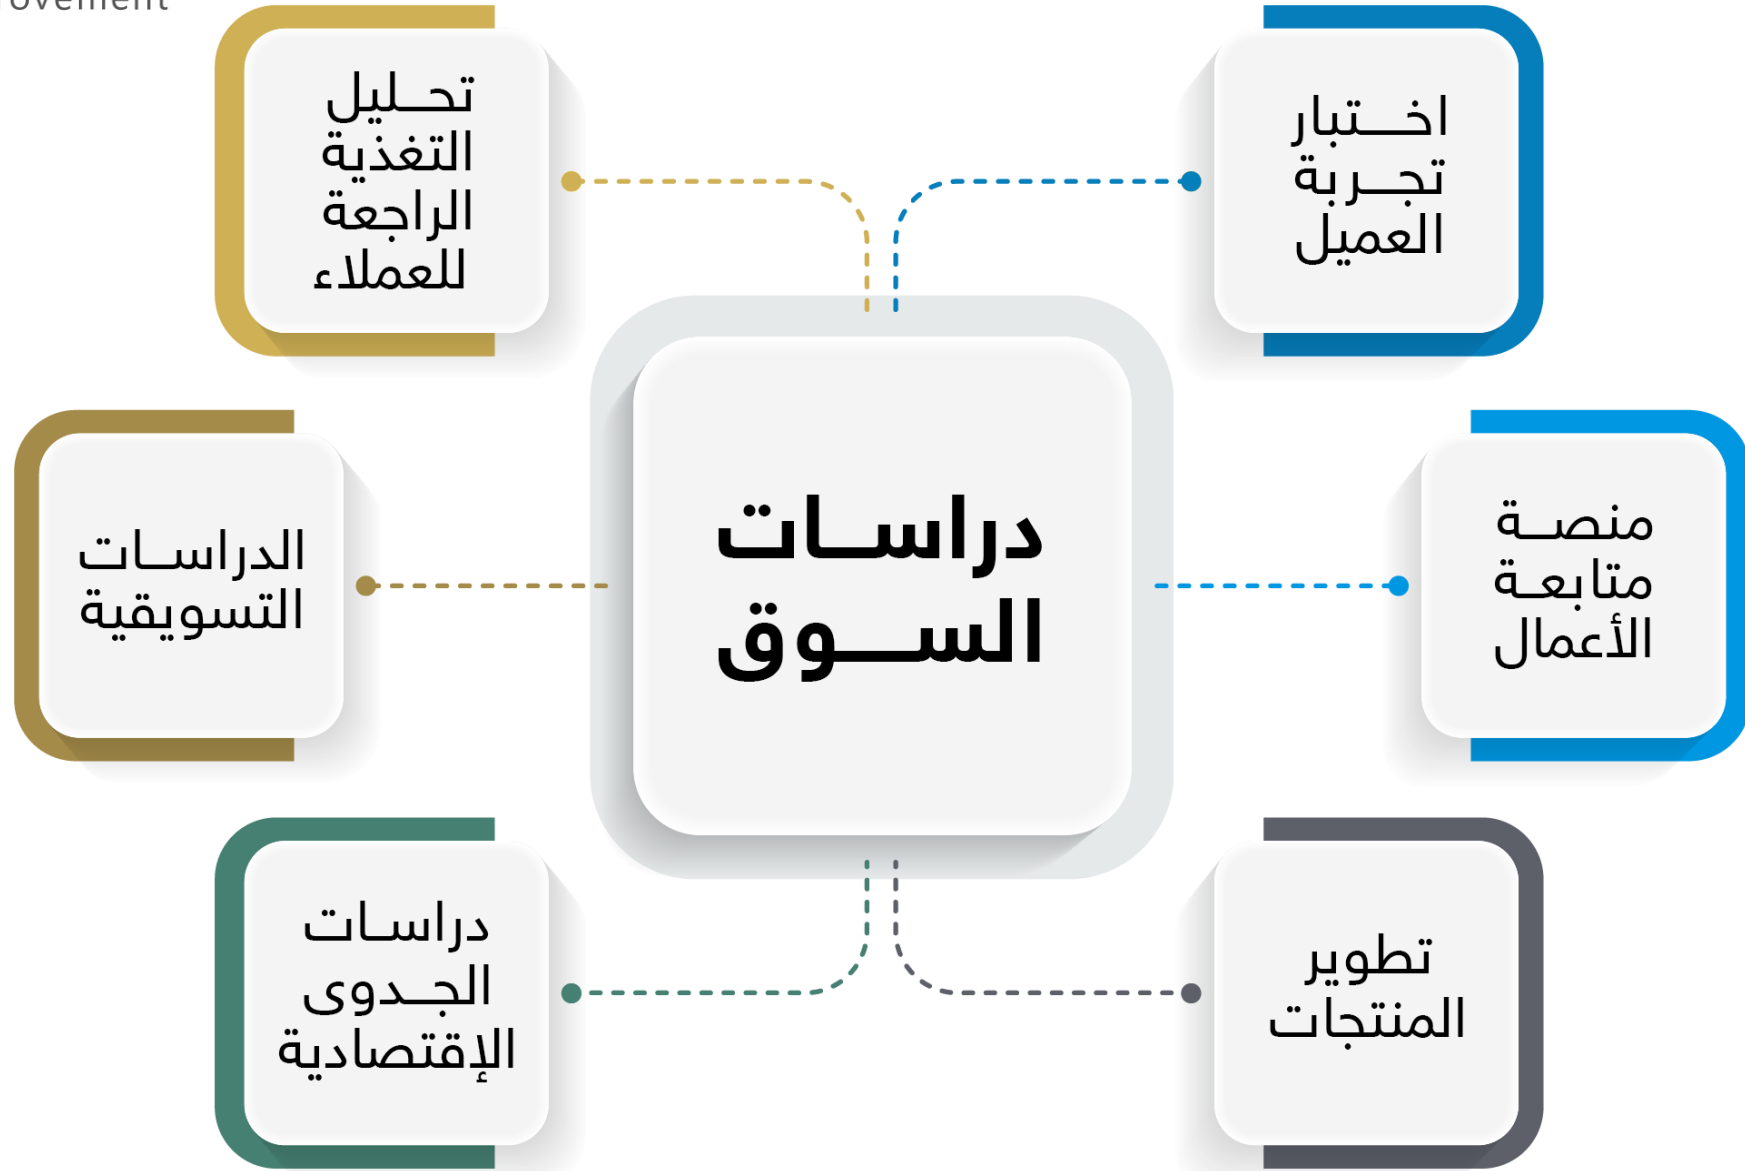 اختبار
تجربة
العميل
تحليل
التغذية
الراجعة
للعملاء
منصة
متابعة
الأعمال
دراسات
السوق
الدراسات
التسويقية
تطوير
المنتجات
دراسات
الجدوى
الإقتصادية